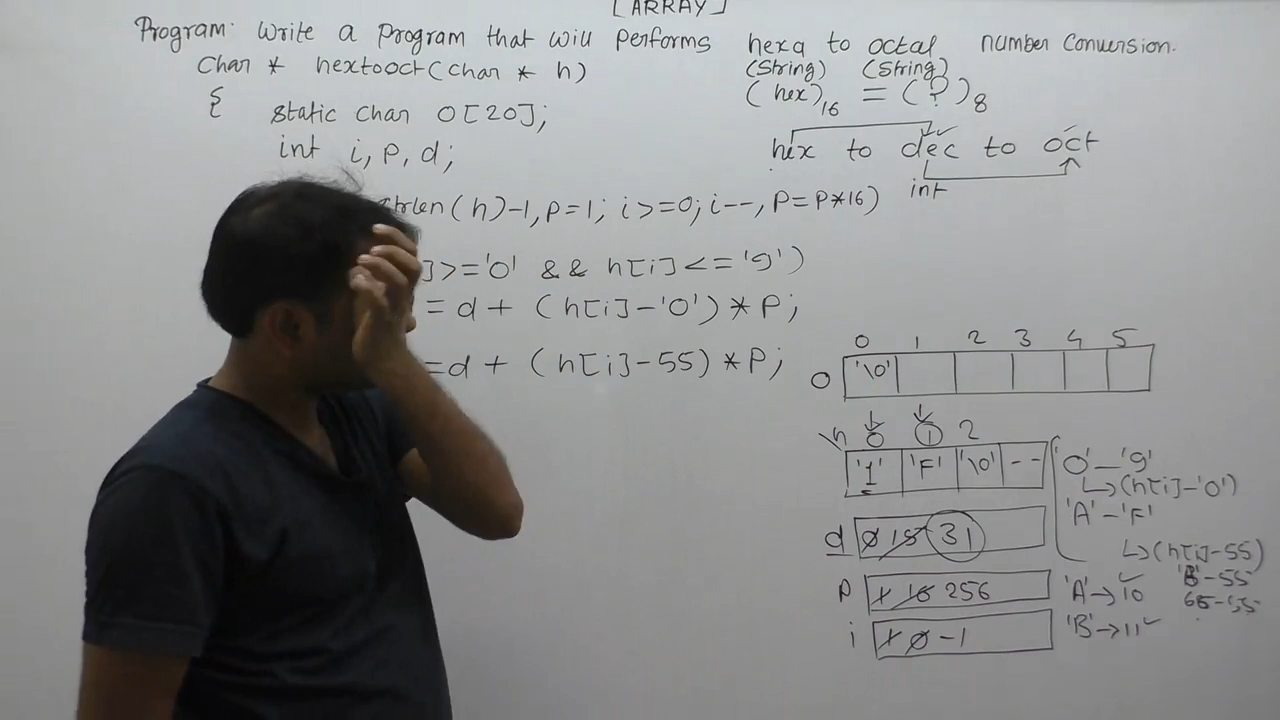 [ARRAY]
Program: Write a program that will performs hexa to octal number conversion.
(String) (String)
Char * hextooct(char * h)
(hex)16 = (?)8
{ static char O[20];
int i, P, d;
hex to dec to oct
int
strlen(h)-1, P=1; i>=0; i--, P=P*16)
]>='0' && h[i]<='9')
= d + (h[i]-'0') * P;
= d + (h[i]-55) * P;
0 1 2 3 4 5
O '\0'
h 0 1 2
'1' 'F' '\0' --
'0'-'9'
(h[i]-'0')
'A'-'F'
(h[i]-55)
d 0 15 31
P 1 16 256
'A'→10
'B'-55
i 1 0 -1
'B'→11